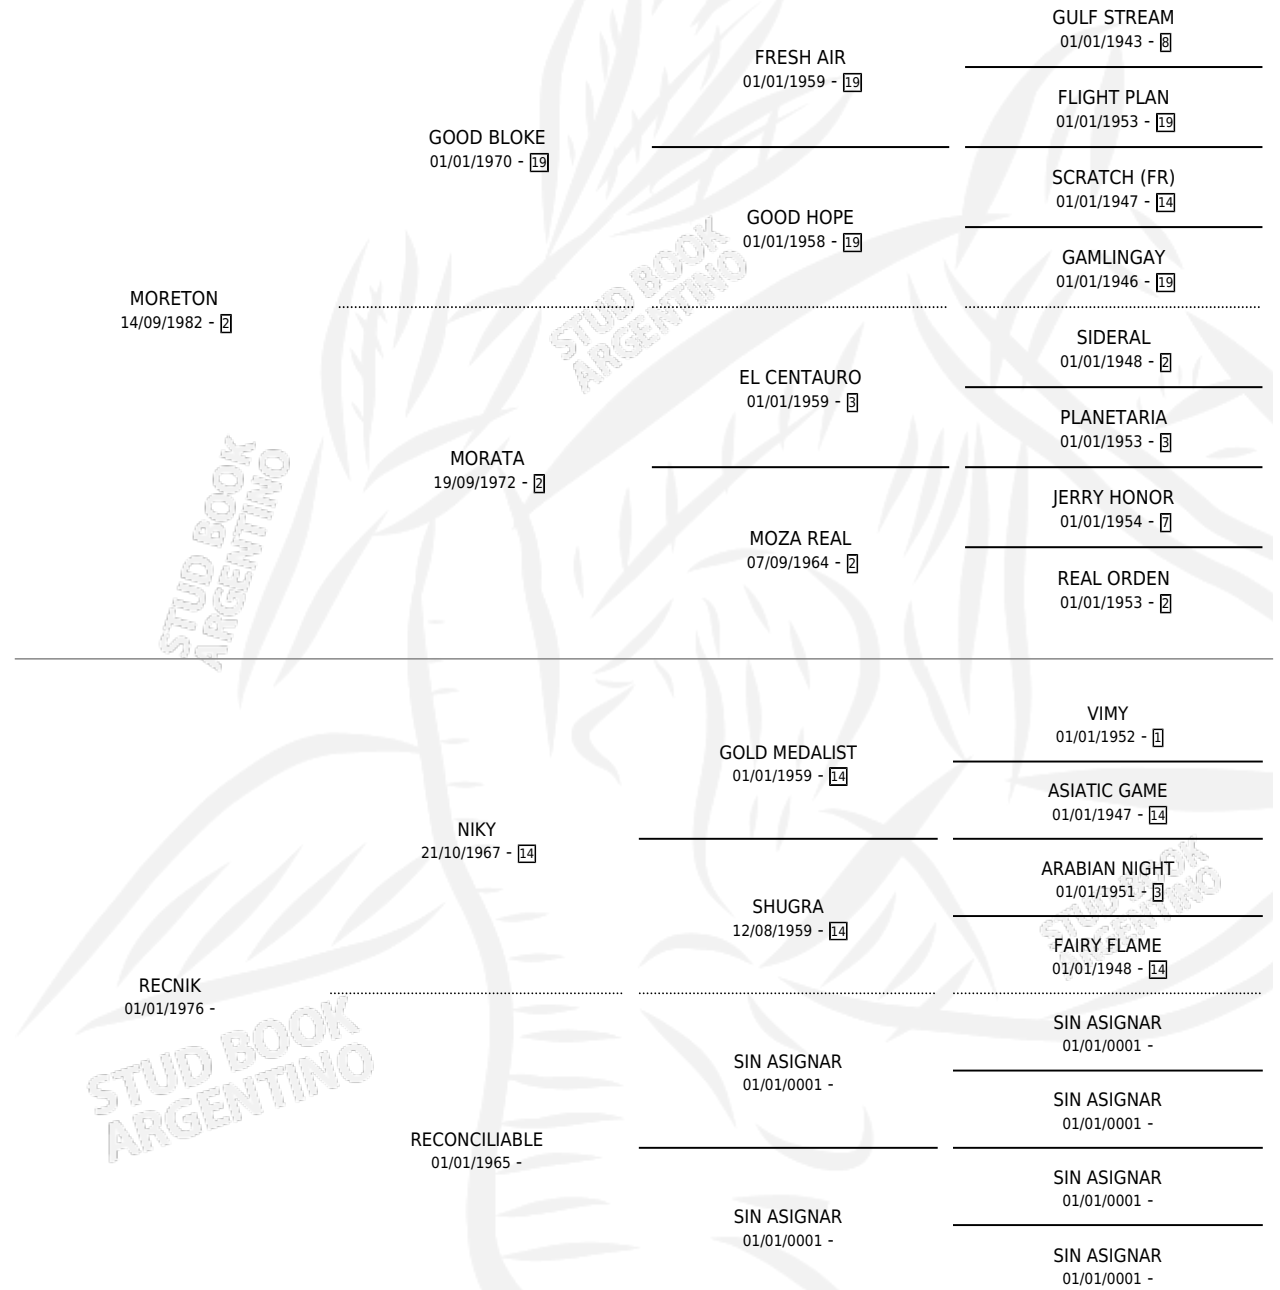 GULF STREAM
01/01/1943 - 8
FRESH AIR
01/01/1959 - 19
FLIGHT PLAN
01/01/1953 - 19
GOOD BLOKE
01/01/1970 - 19
SCRATCH (FR)
01/01/1947 - 14
GOOD HOPE
01/01/1958 - 19
GAMLINGAY
01/01/1946 - 19
MORETON
14/09/1982 - 2
SIDERAL
01/01/1948 - 2
EL CENTAURO
01/01/1959 - 3
PLANETARIA
01/01/1953 - 3
MORATA
19/09/1972 - 2
JERRY HONOR
01/01/1954 - 7
MOZA REAL
07/09/1964 - 2
REAL ORDEN
01/01/1953 - 2
VIMY
01/01/1952 - 1
GOLD MEDALIST
01/01/1959 - 14
ASIATIC GAME
01/01/1947 - 14
NIKY
21/10/1967 - 14
ARABIAN NIGHT
01/01/1951 - 3
SHUGRA
12/08/1959 - 14
FAIRY FLAME
01/01/1948 - 14
RECNIK
01/01/1976 -
SIN ASIGNAR
01/01/0001 -
SIN ASIGNAR
01/01/0001 -
SIN ASIGNAR
01/01/0001 -
RECONCILIABLE
01/01/1965 -
SIN ASIGNAR
01/01/0001 -
SIN ASIGNAR
01/01/0001 -
SIN ASIGNAR
01/01/0001 -
STUD BOOK
ARGENTINO
STUD BOOK
ARGENTINO
STUD BOOK
ARGENTINO
STUD BOOK
ARGENTINO